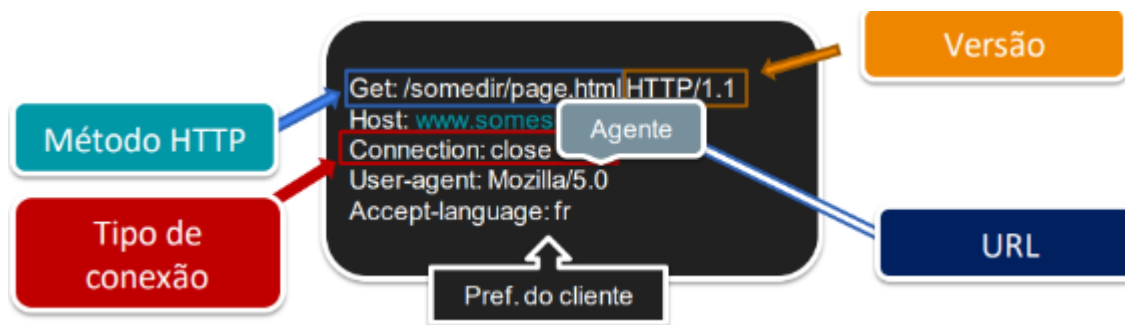 Versão
Get: /somedir/page.html HTTP/1.1
Host: www.somes
Agente
Método HTTP
Connection: close
User-agent: Mozilla/5.0
Accept-language: fr
Tipo de
conexão
URL
Pref. do cliente